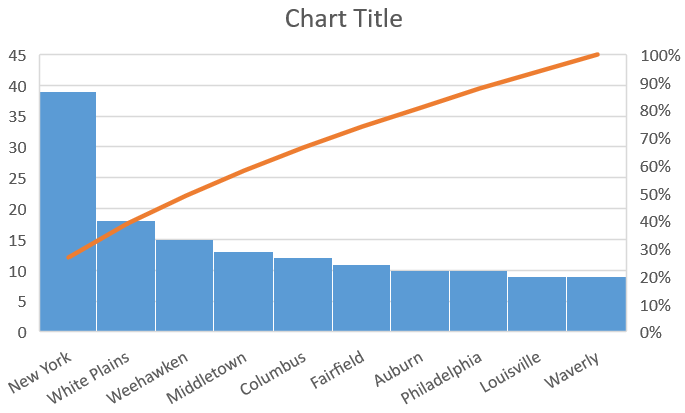 Chart Title
45
40
35
30
25
20
15
10
5
0
100%
90%
80%
70%
60%
50%
40%
30%
20%
10%
0%
New York
White Plains
Weehawken
Middletown
Columbus
Fairfield
Auburn
Philadelphia
Louisville
Waverly